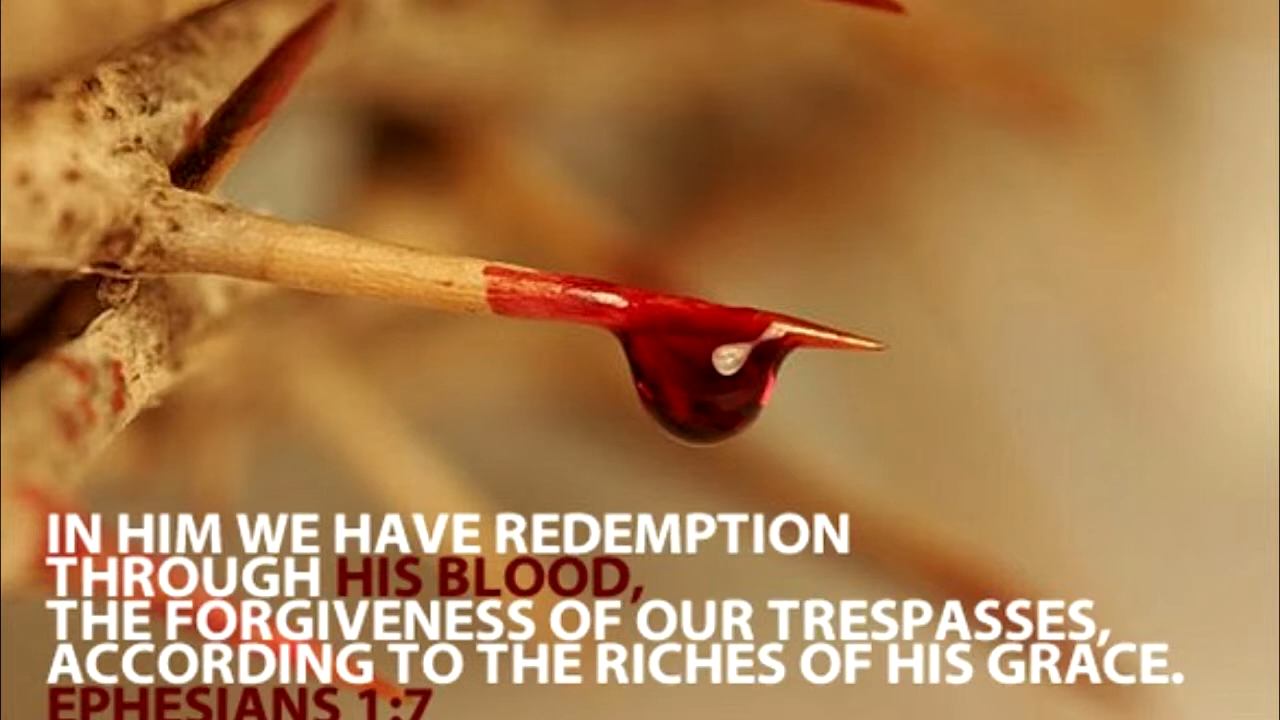 IN HIM WE HAVE REDEMPTION
THROUGH HIS BLOOD,
THE FORGIVENESS OF OUR TRESPASSES,
ACCORDING TO THE RICHES OF HIS GRACE.
EPHESIANS 1:7